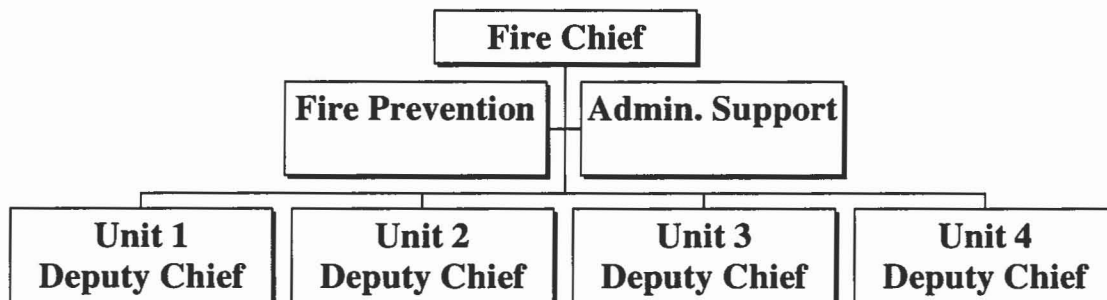 Fire Chief
Fire Prevention
Admin. Support
Unit 1
Deputy Chief
Unit 2
Deputy Chief
Unit 3
Deputy Chief
Unit 4
Deputy Chief